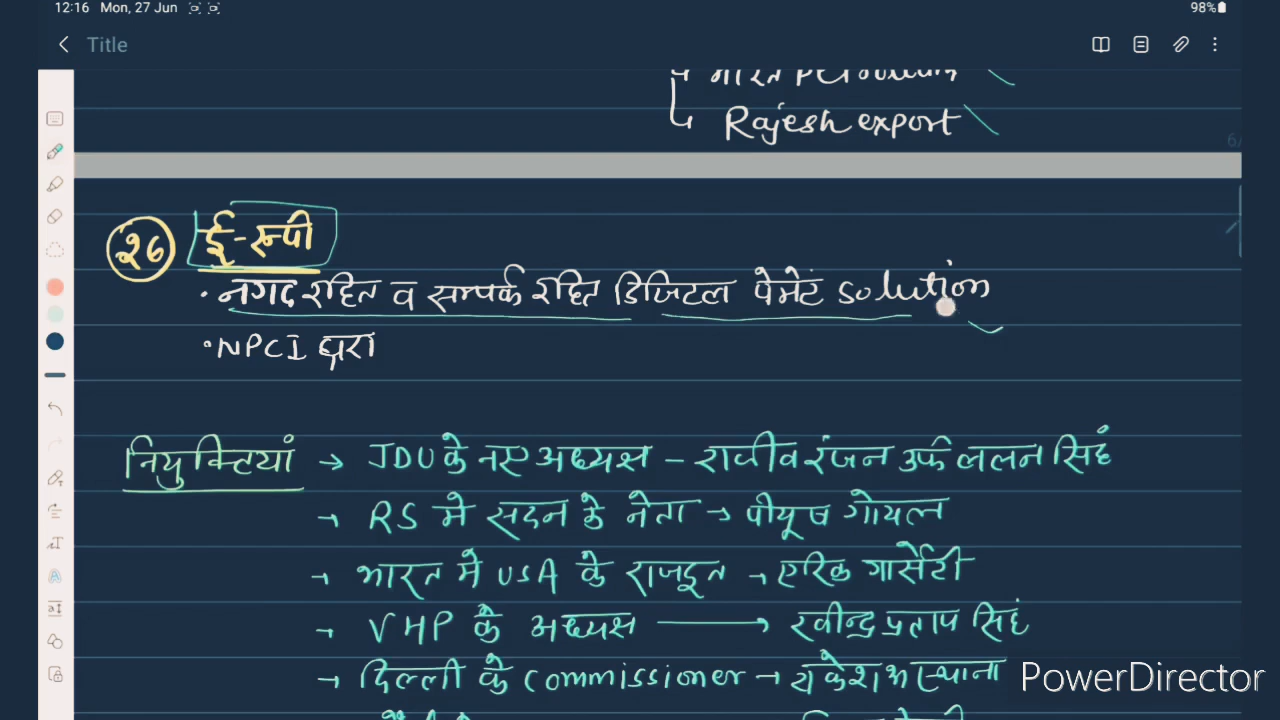 12:16 Mon, 27 Jun
98%
Title
Rajesh export
२६ ई-रूपी
· नगद रहित व सम्पर्क रहित डिजिटल पेमेंट solution
· NPCI द्वारा
नियुक्तियां → JDU के नए अध्यक्ष – राजीव रंजन उर्फ ललन सिंह
→ RS मे सदन के नेता → पीयूष गोयल
→ भारत मे USA के राजदूत → एरिक गार्सेटी
→ VHP के अध्यक्ष → रवीन्द्र प्रताप सिंह
→ दिल्ली के commissioner → राकेश अस्थाना
PowerDirector